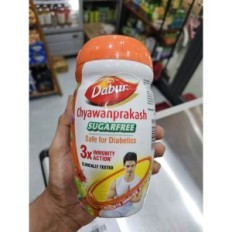 Dabur
Chyawanprakash
SUGARFREE
Safe for Diabetics
3x IMMUNITY
ACTION*
CLINICALLY TESTED